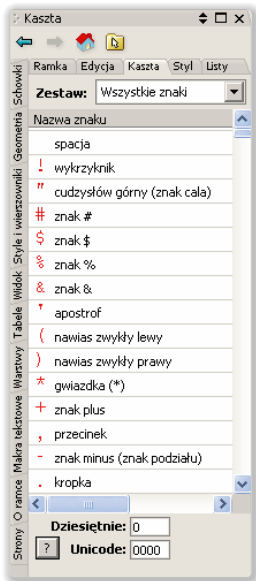 Kaszta
Ramka Edycja Kaszta Styl Listy
Zestaw: Wszystkie znaki
Nazwa znaku
spacja
! wykrzyknik
" cudzysłów górny (znak cala)
# znak #
$ znak $
% znak %
& znak &
' apostrof
( nawias zwykły lewy
) nawias zwykły prawy
* gwiazdka (*)
+ znak plus
, przecinek
- znak minus (znak podziału)
. kropka
Dziesiętnie: 0
? Unicode: 0000
Schowki
Geometria
Style i wierszowniki
Widok
Tabele
Warstwy
Makra tekstowe
O ramce
Strony